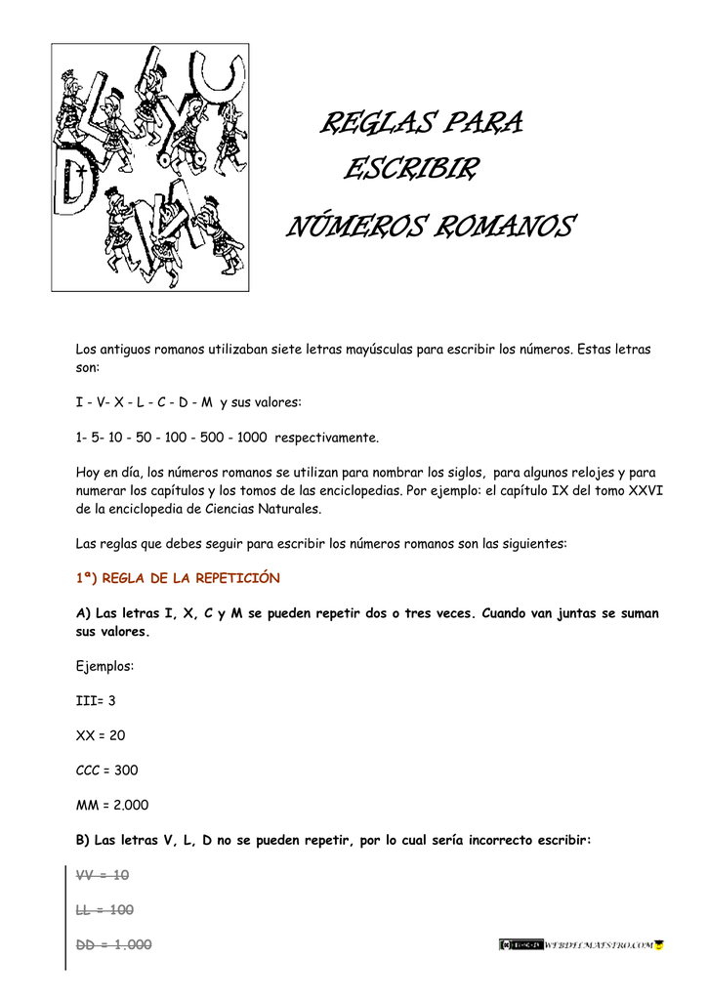 REGLAS PARA
ESCRIBIR
NÚMEROS ROMANOS
Los antiguos romanos utilizaban siete letras mayúsculas para escribir los números. Estas letras
son:
I - V- X - L - C - D - M  y sus valores:
1- 5- 10 - 50 - 100 - 500 - 1000  respectivamente.
Hoy en día, los números romanos se utilizan para nombrar los siglos,  para algunos relojes y para
numerar los capítulos y los tomos de las enciclopedias. Por ejemplo: el capítulo IX del tomo XXVI
de la enciclopedia de Ciencias Naturales.
Las reglas que debes seguir para escribir los números romanos son las siguientes:
1ª) REGLA DE LA REPETICIÓN
A) Las letras I, X, C y M se pueden repetir dos o tres veces. Cuando van juntas se suman
sus valores.
Ejemplos:
III= 3
XX = 20
CCC = 300
MM = 2.000
B) Las letras V, L, D no se pueden repetir, por lo cual sería incorrecto escribir:
VV = 10
LL = 100
DD = 1.000
WEBDELMAESTRO.COM